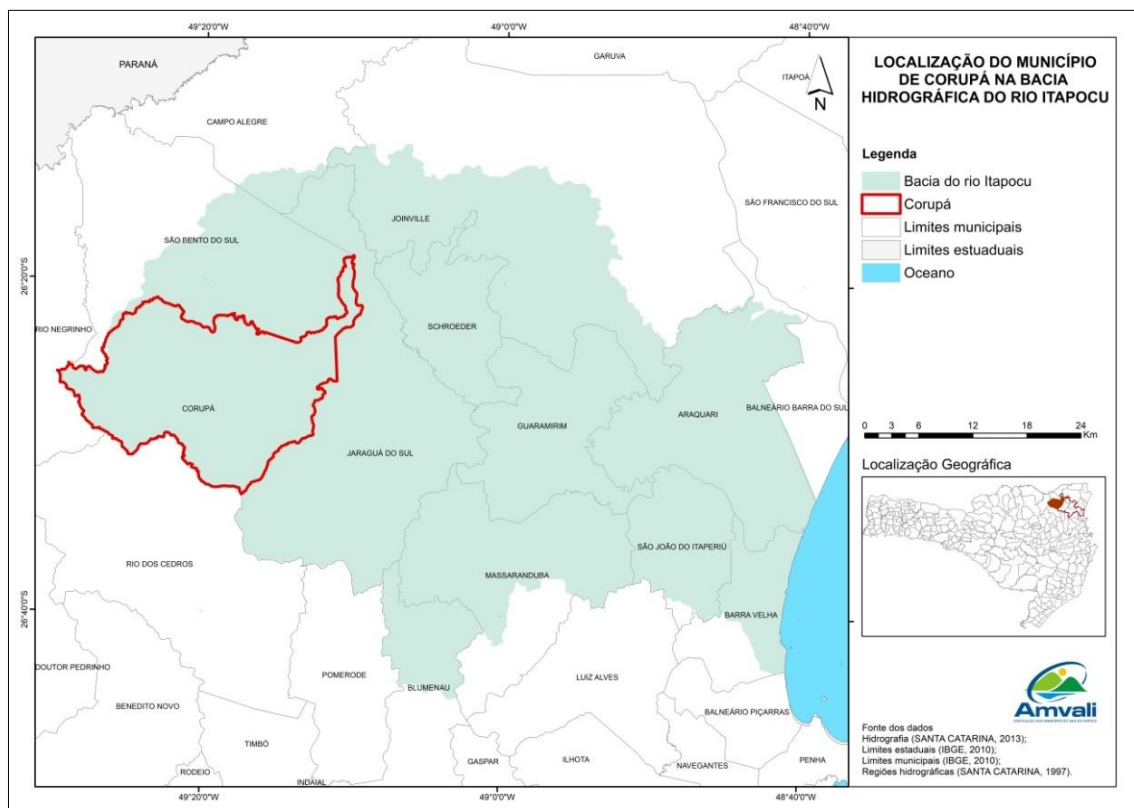 49°20'0"W
49°0'0"W
48°40'0"W
PARANÁ
GARUVA
ITAPOÁ
N
CAMPO ALEGRE
SÃO FRANCISCO DO SUL
JOINVILLE
SÃO BENTO DO SUL
26°20'0"S
RIO NEGRINHO
SCHROEDER
CORUPÁ
ARAQUARI
BALNEÁRIO BARRA DO SUL
GUARAMIRIM
JARAGUÁ DO SUL
SÃO JOÃO DO ITAPERIÚ
RIO DOS CEDROS
MASSARANDUBA
26°40'0"S
BARRA VELHA
DOUTOR PEDRINHO
POMERODE
LUIZ ALVES
BLUMENAU
BENEDITO NOVO
BALNEÁRIO PIÇARRAS
TIMBÓ
GASPAR
ILHOTA
NAVEGANTES
PENHA
RODEIO
INDAIAL
49°20'0"W
49°0'0"W
48°40'0"W
LOCALIZAÇÃO DO MUNICÍPIO
DE CORUPÁ NA BACIA
HIDROGRÁFICA DO RIO ITAPOCU
Legenda
Bacia do rio Itapocu
Corupá
Limites municipais
Limites estuaduais
Oceano
0 3 6 12 18 24
Km
Localização Geográfica
Amvali
Fonte dos dados
Hidrografia (SANTA CATARINA, 2013);
Limites estaduais (IBGE, 2010);
Limites municipais (IBGE, 2010);
Regiões hidrográficas (SANTA CATARINA, 1997).